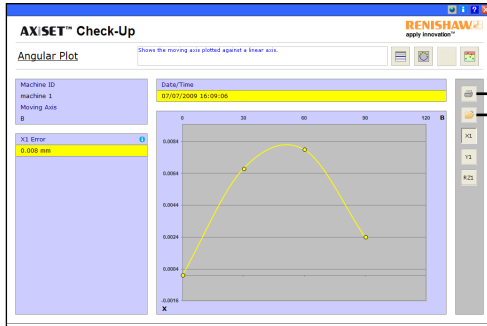 AXISET™ Check-Up
RENISHAW
apply innovation™
Angular Plot
Shows the moving axis plotted against a linear axis.
Machine ID
machine 1
Moving Axis
B
Date/Time
07/07/2009 16:09:06
X1 Error
0.008 mm
0 30 60 90 120 B
0.0084
0.0064
0.0044
0.0024
0.0004
-0.0016
X
X1
Y1
RZ1